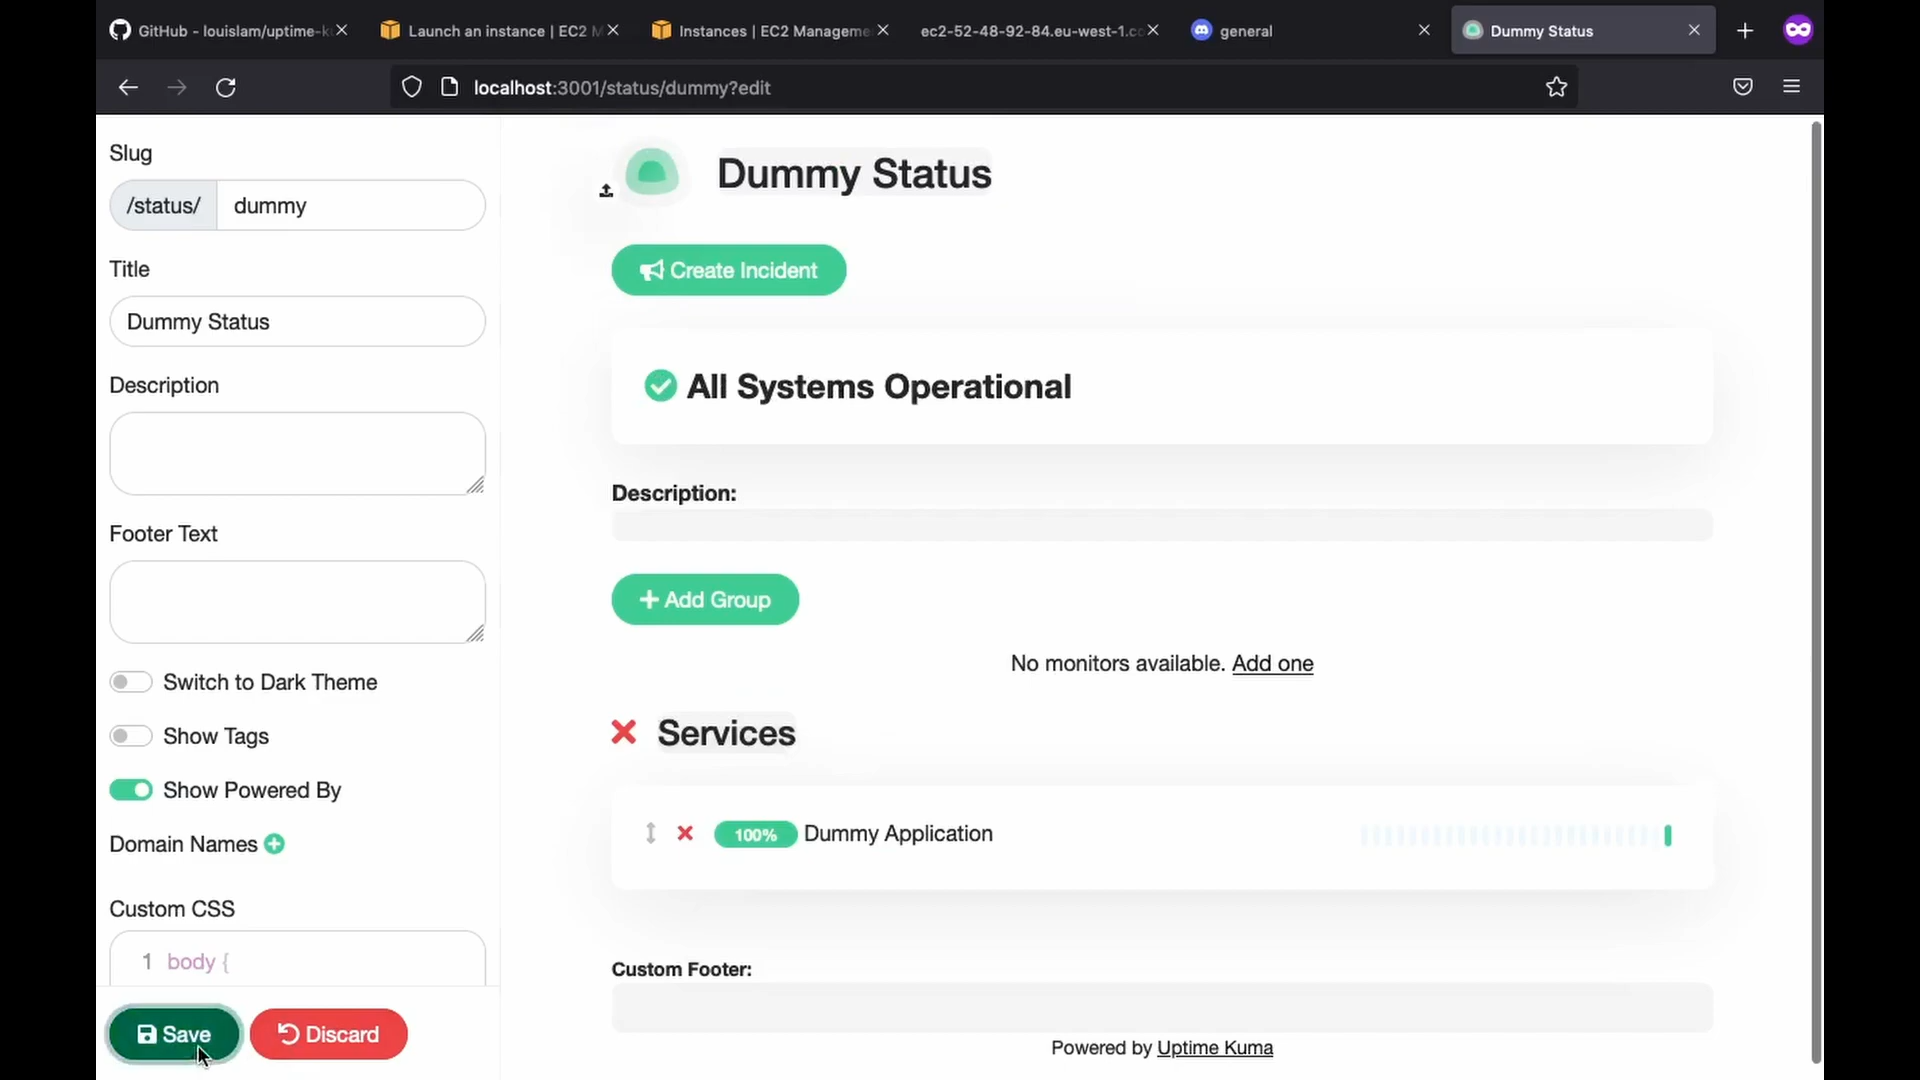 GitHub - louislam/uptime-k
Launch an instance | EC2 M
Instances | EC2 Manageme
ec2-52-48-92-84.eu-west-1.co
general
Dummy Status
localhost:3001/status/dummy?edit
Slug
/status/ dummy
Title
Dummy Status
Description
Footer Text
Switch to Dark Theme
Show Tags
Show Powered By
Domain Names
Custom CSS
1 body {
Save
Discard
Dummy Status
Create Incident
All Systems Operational
Description:
Add Group
No monitors available. Add one
Services
100% Dummy Application
Custom Footer:
Powered by Uptime Kuma